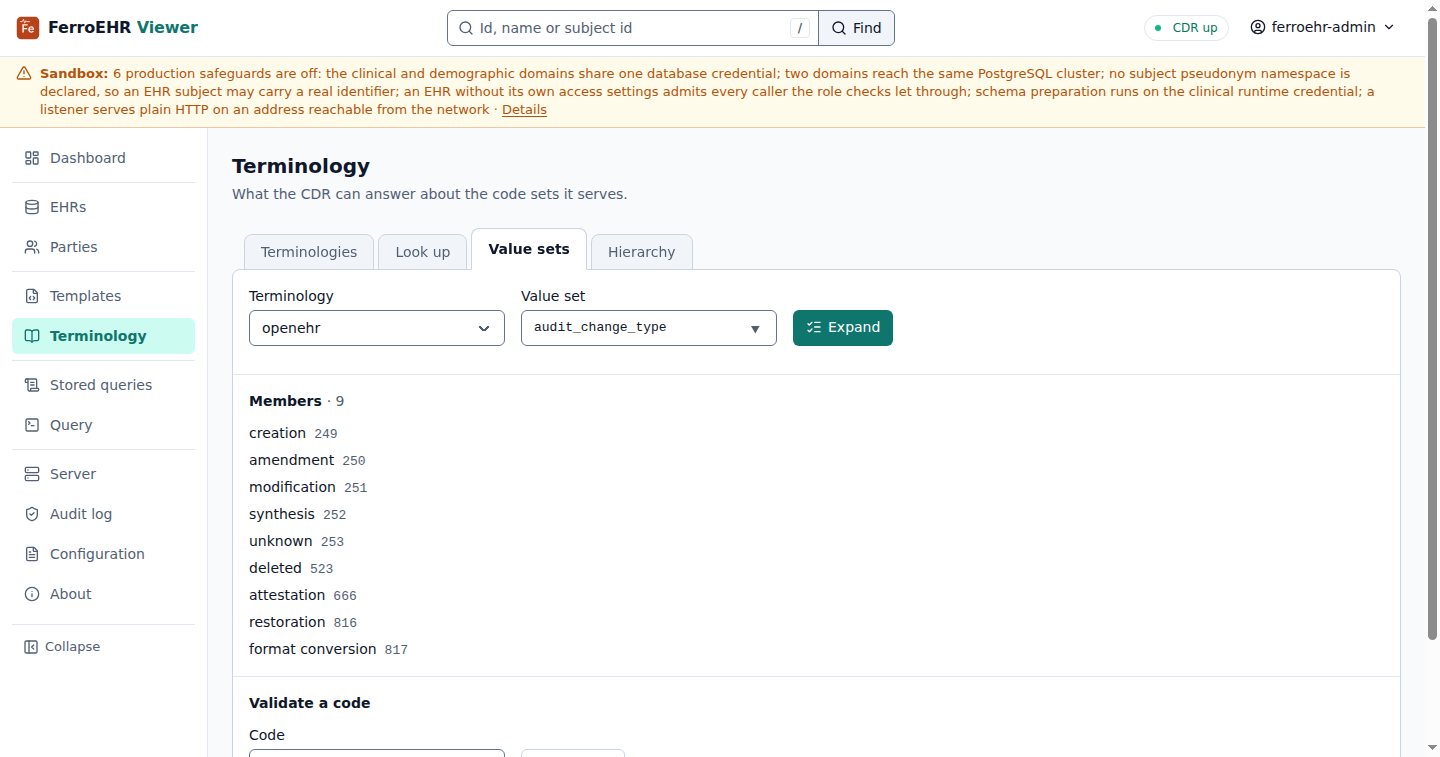 Fe FerroEHR Viewer
Id, name or subject id / Find
CDR up ferroehr-admin
Sandbox: 6 production safeguards are off: the clinical and demographic domains share one database credential; two domains reach the same PostgreSQL cluster; no subject pseudonym namespace is
declared, so an EHR subject may carry a real identifier; an EHR without its own access settings admits every caller the role checks let through; schema preparation runs on the clinical runtime credential; a
listener serves plain HTTP on an address reachable from the network · Details
Dashboard
EHRs
Parties
Templates
Terminology
Stored queries
Query
Server
Audit log
Configuration
About
Collapse
Terminology
What the CDR can answer about the code sets it serves.
Terminologies Look up Value sets Hierarchy
Terminology Value set
openehr audit_change_type Expand
Members · 9
creation 249
amendment 250
modification 251
synthesis 252
unknown 253
deleted 523
attestation 666
restoration 816
format conversion 817
Validate a code
Code